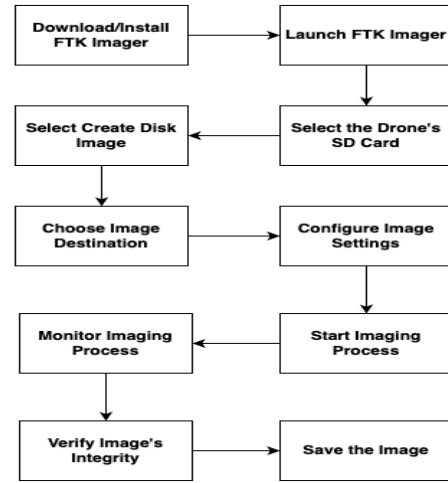 Download/Install
FTK Imager
Launch FTK Imager
Select the Drone's
SD Card
Select Create Disk
Image
Choose Image
Destination
Configure Image
Settings
Start Imaging
Process
Monitor Imaging
Process
Verify Image's
Integrity
Save the Image